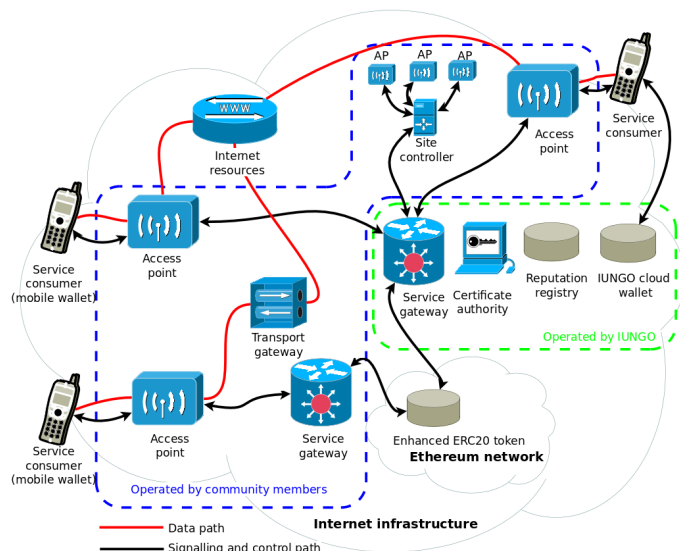 AP
AP
AP
WWW
Internet
resources
Site
controller
Access
point
Service
consumer
Access
point
Service
consumer
(mobile wallet)
Service
gateway
Certificate
authority
Reputation
registry
IUNGO cloud
wallet
Operated by IUNGO
Transport
gateway
Access
point
Service
gateway
Service
consumer
(mobile wallet)
Enhanced ERC20 token
Ethereum network
Operated by community members
Internet infrastructure
Data path
Signalling and control path